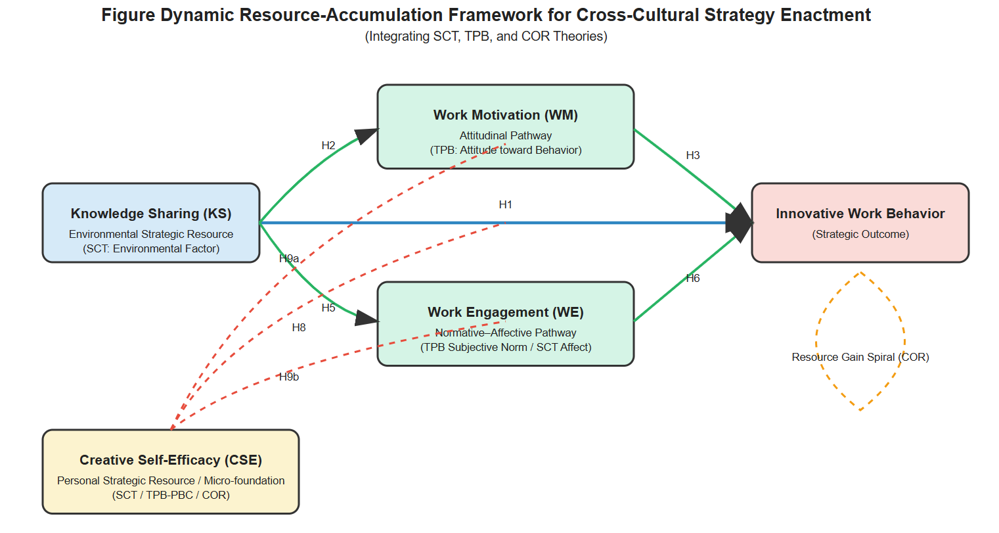 Figure Dynamic Resource-Accumulation Framework for Cross-Cultural Strategy Enactment
(Integrating SCT, TPB, and COR Theories)
Work Motivation (WM)
Attitudinal Pathway
(TPB: Attitude toward Behavior)
H2
H3
H1
Knowledge Sharing (KS)
Environmental Strategic Resource
(SCT: Environmental Factor)
Innovative Work Behavior
(Strategic Outcome)
H9a
H6
H5
H8
Work Engagement (WE)
Normative–Affective Pathway
(TPB Subjective Norm / SCT Affect)
Resource Gain Spiral (COR)
H9b
Creative Self-Efficacy (CSE)
Personal Strategic Resource / Micro-foundation
(SCT / TPB-PBC / COR)